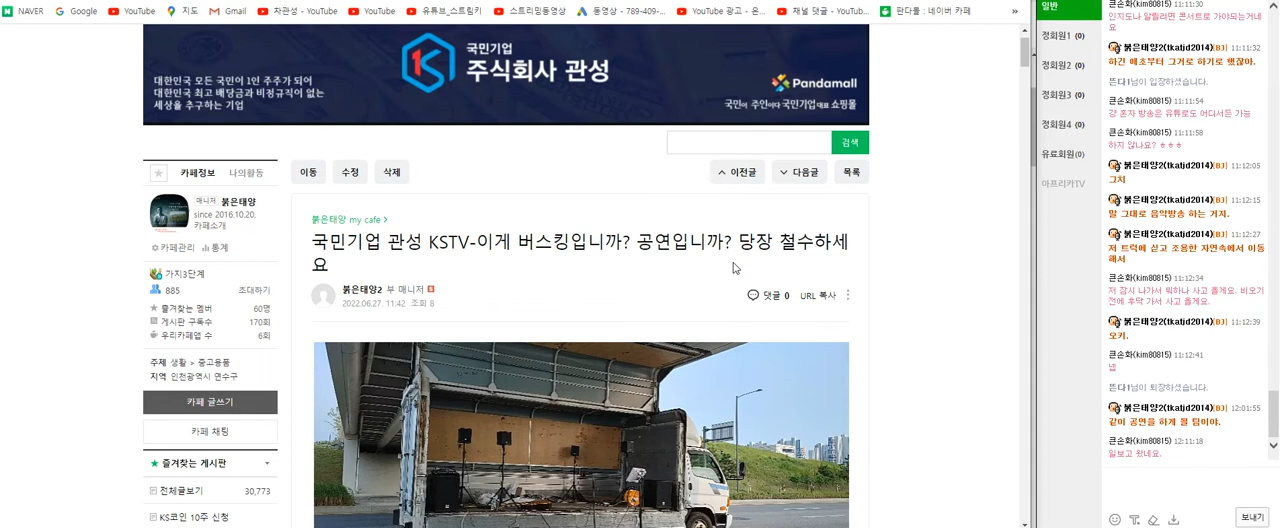 NAVER Google YouTube 지도 Gmail 자관성 - YouTube YouTube 유튜브_스트림키 스트리밍동영상 동영상 - 789-409-... YouTube 광고 - 온... 채널 댓글 - YouTub... 판다툴 : 네이버 카페 »
국민기업
주식회사 관성
대한민국 모든 국민이 1인 주주가 되어
대한민국 최고 배당금과 비정규직이 없는
세상을 추구하는 기업
Pandamall
국민이 주인이다 국민기업대표 쇼핑몰
검색
카페정보 나의활동
이동 수정 삭제
이전글 다음글 목록
매니저 붉은태양
since 2016.10.20.
카페소개
카페관리 통계
가지3단계
885 초대하기
즐겨찾는 멤버 60명
게시판 구독수 170회
우리카페앱 수 6회
주제 생활 > 중고용품
지역 인천광역시 연수구
카페 글쓰기
카페 채팅
즐겨찾는 게시판
전체글보기 30,773
KS코인 10주 신청
붉은태양 my cafe >
국민기업 관성 KSTV-이게 버스킹입니까? 공연입니까? 당장 철수하세
요
붉은태양2 부 매니저
2022.06.27. 11:42 조회 8
댓글 0 URL 복사
일반
정회원1 (0)
정회원2 (0)
정회원3 (0)
정회원4 (0)
유료회원(0)
아프리카TV
큰손화(kim80815) 11:11:30
인지도나 알릴려면 콘서트로 가야되는거네
요
붉은태양2(tkatjd2014)[BJ] 11:11:32
하긴 애초부터 그거로 하기로 했잖아.
뜬다1님이 입장하셨습니다.
큰손화(kim80815) 11:11:54
걍 혼자 방송은 유튜로도 어디서든 가능
큰손화(kim80815) 11:11:58
하지 않나요? ㅎㅎㅎ
붉은태양2(tkatjd2014)[BJ] 11:12:05
그치
붉은태양2(tkatjd2014)[BJ] 11:12:15
말 그대로 음악방송 하는 거지.
붉은태양2(tkatjd2014)[BJ] 11:12:27
저 트럭에 싣고 조용한 자연속에서 이동
해서
큰손화(kim80815) 11:12:34
저 잠시 나가서 뭐하나 사고 올게요. 비오기
전에 후닥 가서 사고 올게요.
붉은태양2(tkatjd2014)[BJ] 11:12:39
오키.
큰손화(kim80815) 11:12:41
넵
뜬다1님이 퇴장하셨습니다.
붉은태양2(tkatjd2014)[BJ] 12:01:55
같이 공연을 하게 될 팀이야.
큰손화(kim80815) 12:11:18
일보고 왔네요.
보내기